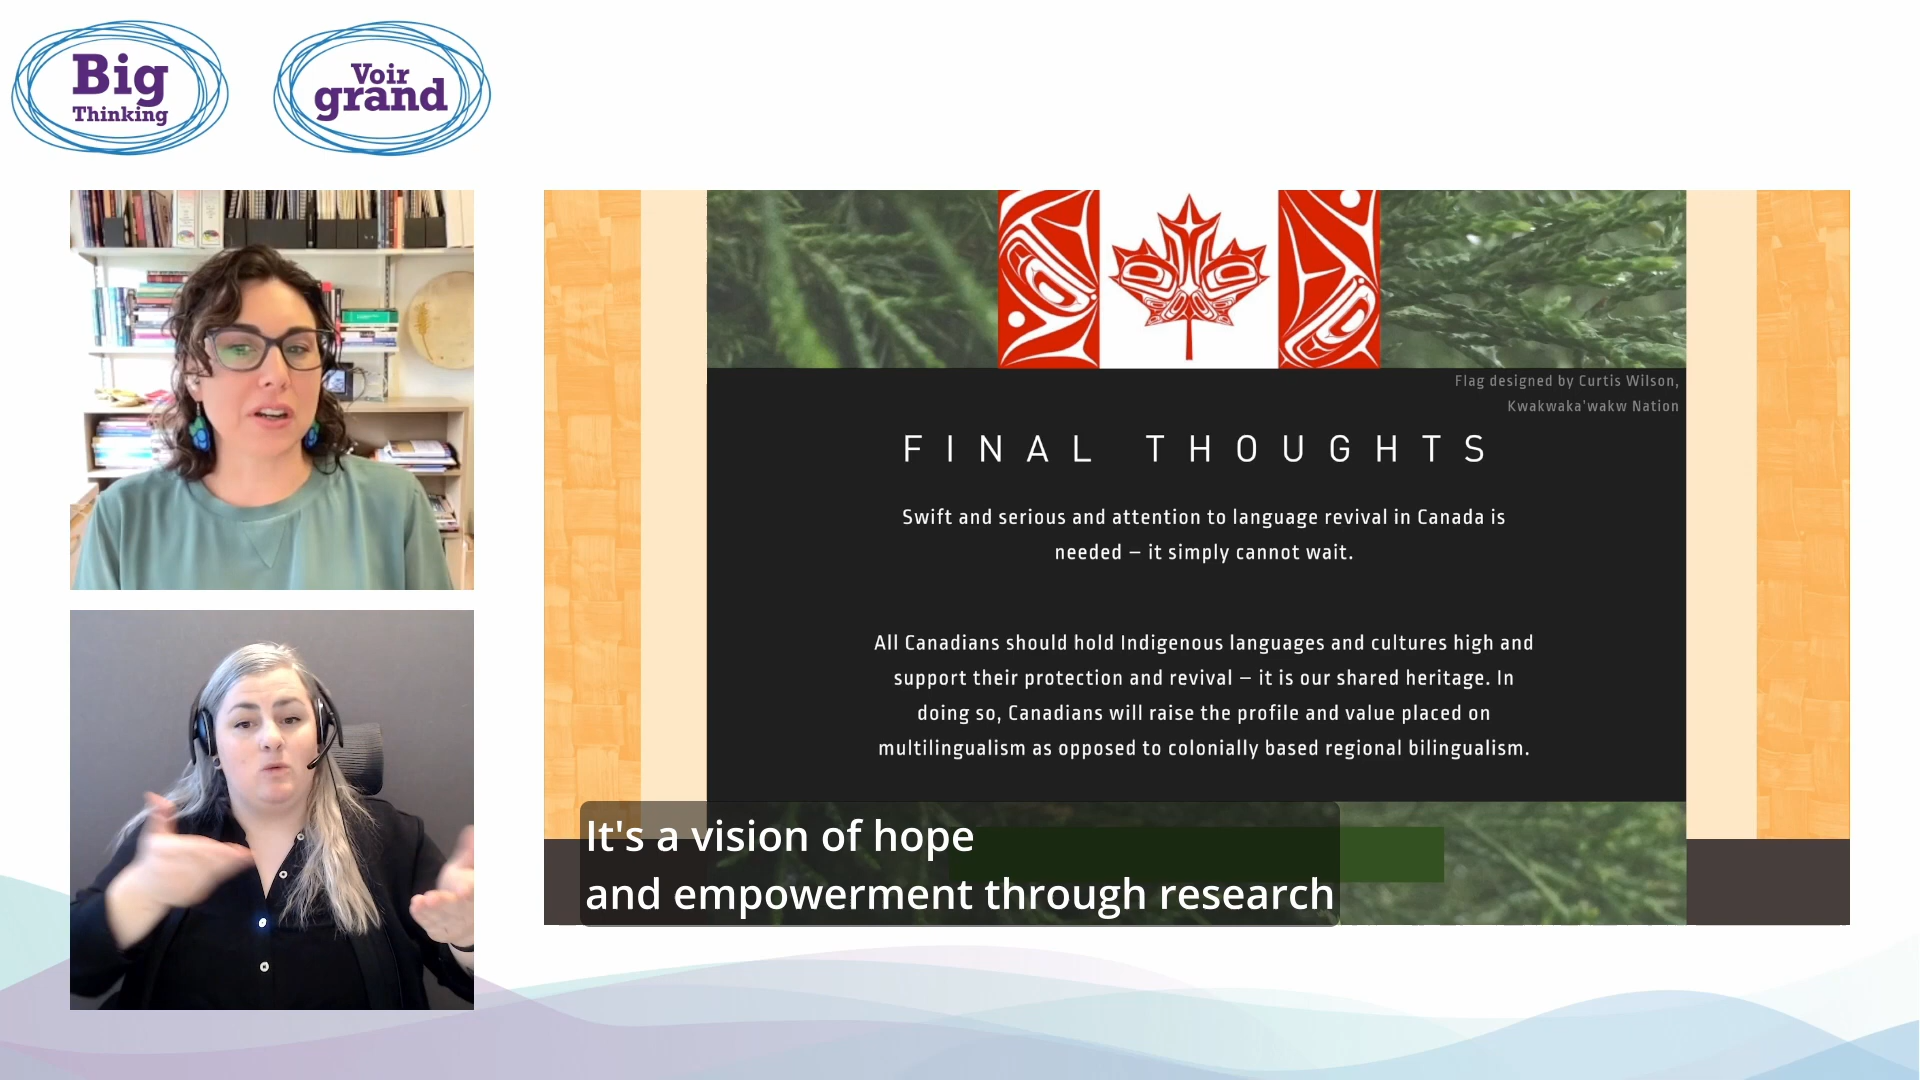 Big
Thinking
Voir
grand
Flag designed by Curtis Wilson,
Kwakwaka'wakw Nation
FINAL THOUGHTS
Swift and serious and attention to language revival in Canada is
needed – it simply cannot wait.
All Canadians should hold Indigenous languages and cultures high and
support their protection and revival – it is our shared heritage. In
doing so, Canadians will raise the profile and value placed on
multilingualism as opposed to colonially based regional bilingualism.
It's a vision of hope
and empowerment through research